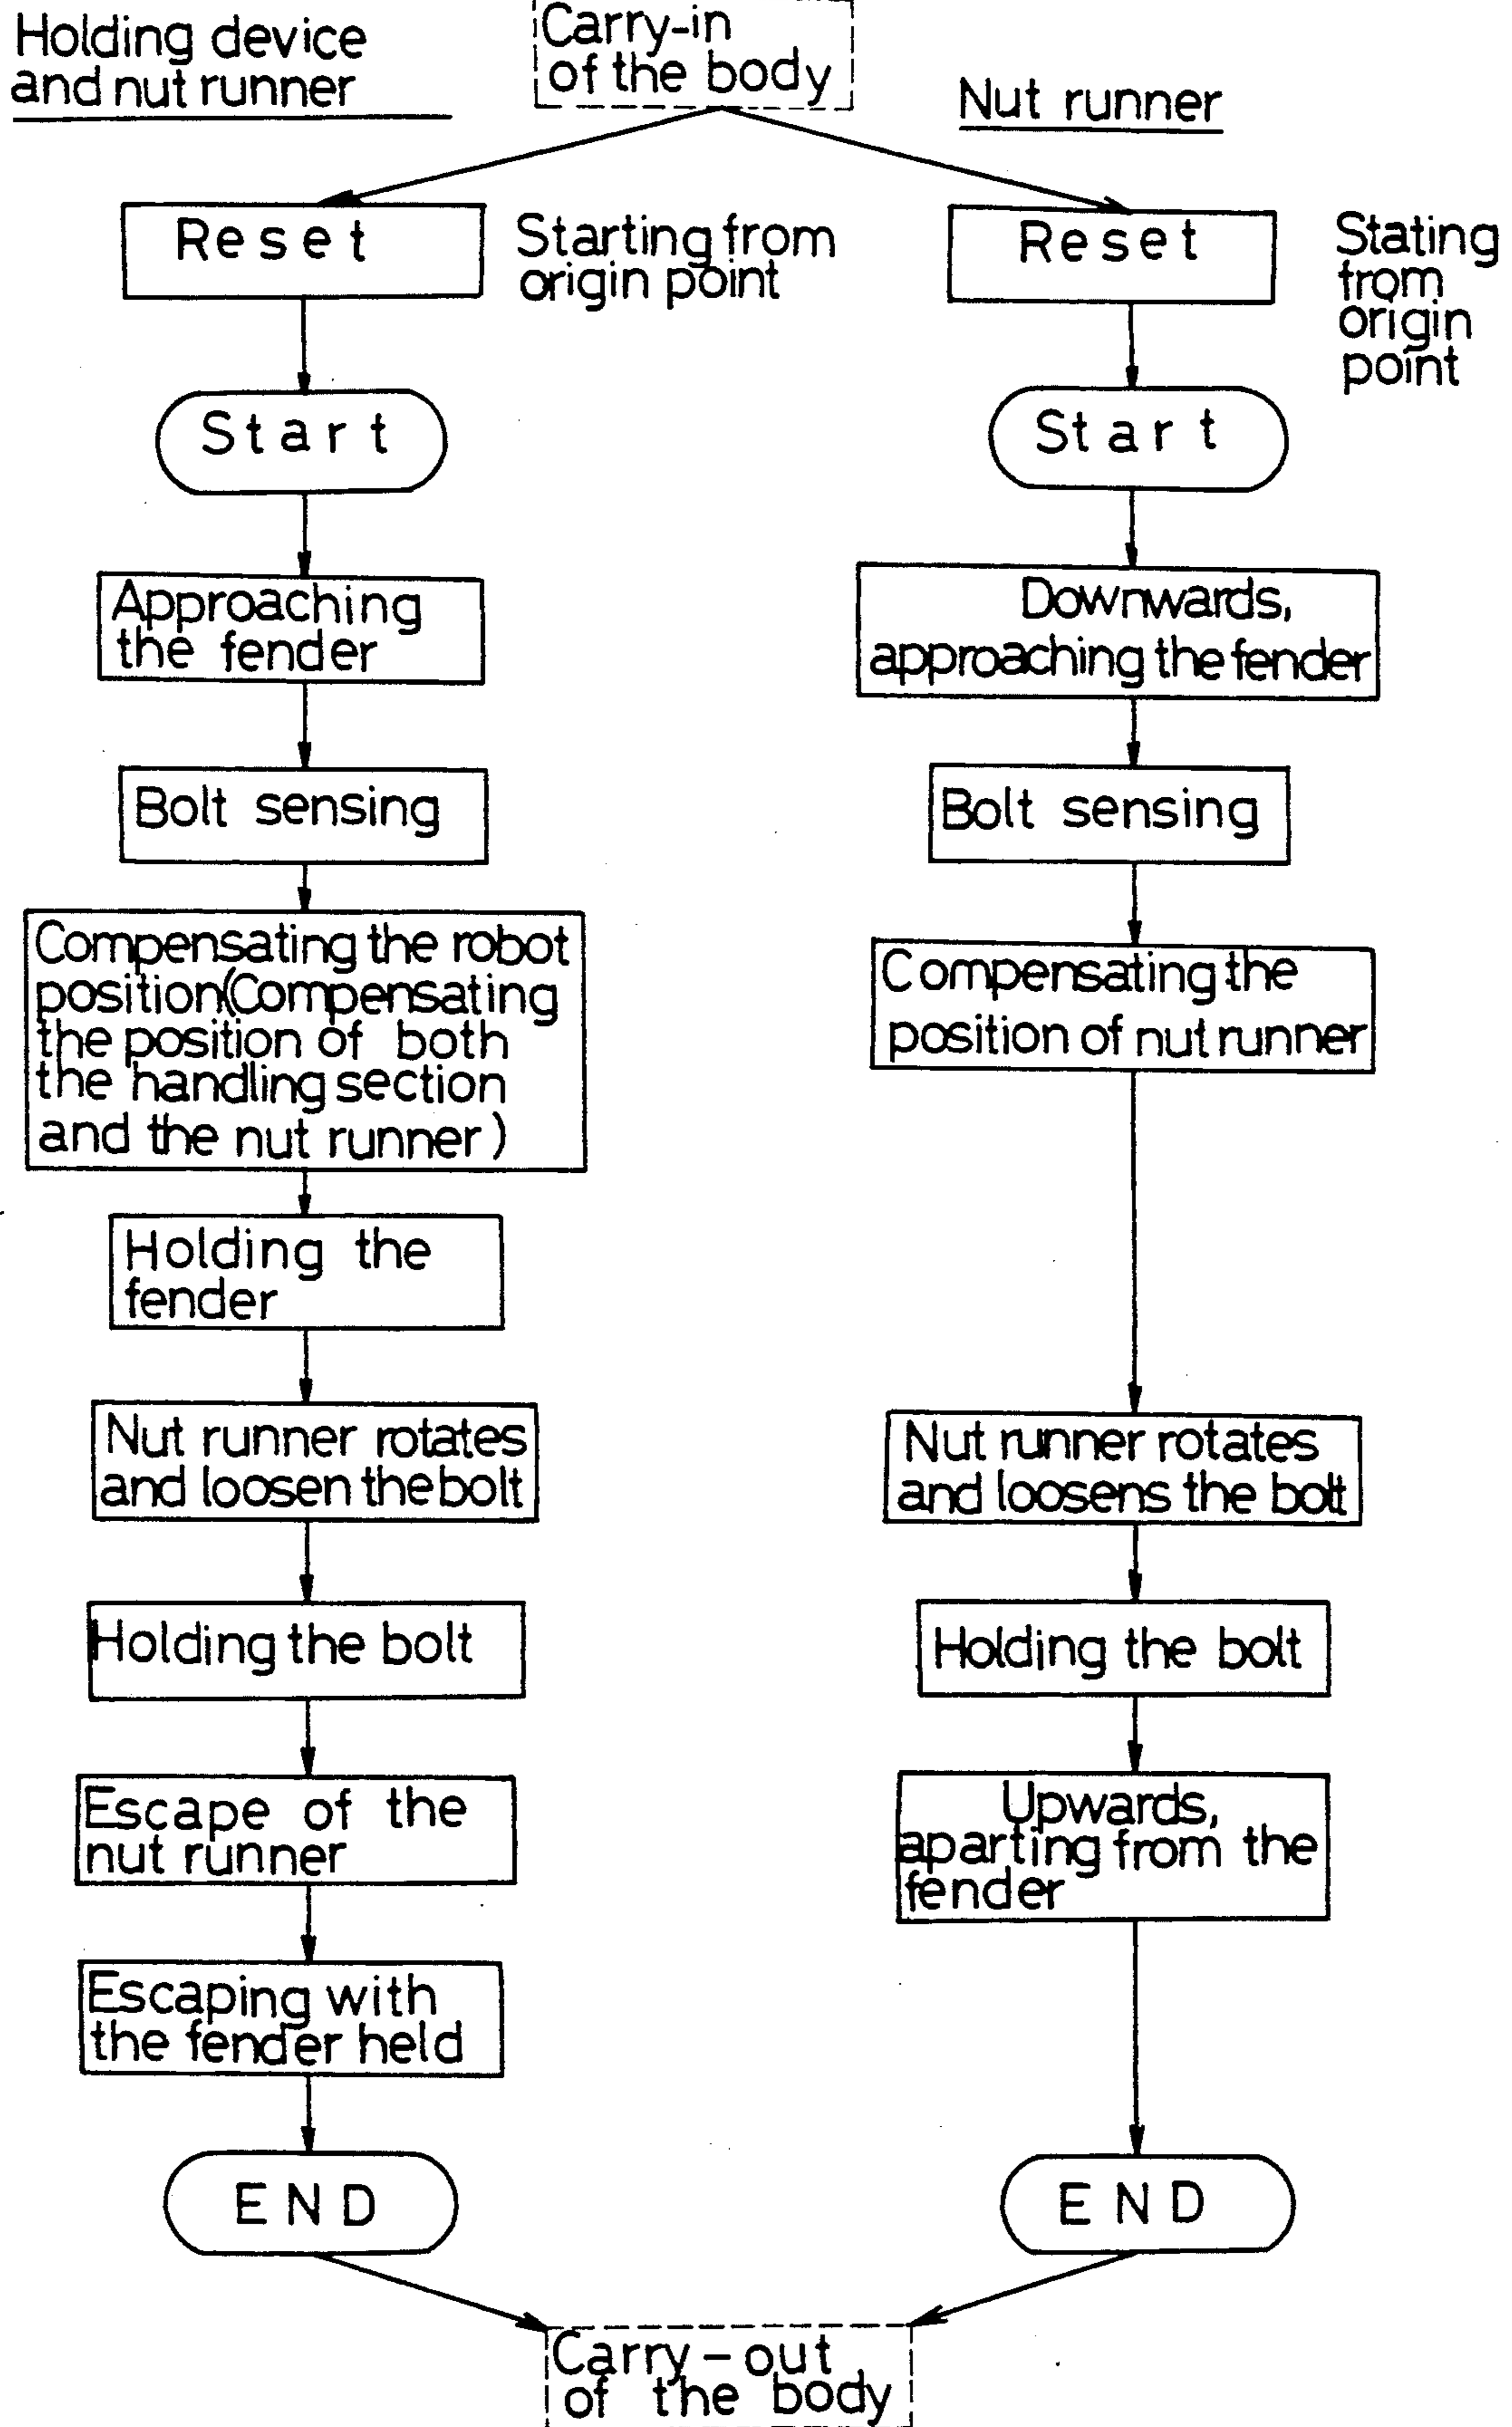 Holding device
and nut runner
Carry-in
of the body
Nut runner
Reset
Starting from
origin point
Start
Approaching
the fender
Bolt sensing
Compensating the robot
position(Compensating
the position of both
the handling section
and the nut runner)
Holding the
fender
Nut runner rotates
and loosen the bolt
Holding the bolt
Escape of the
nut runner
Escaping with
the fender held
END
Reset
Stating
from
origin
point
Start
Downwards,
approaching the fender
Bolt sensing
Compensating the
position of nut runner
Nut runner rotates
and loosens the bolt
Holding the bolt
Upwards,
aparting from the
fender
END
Carry-out
of the body